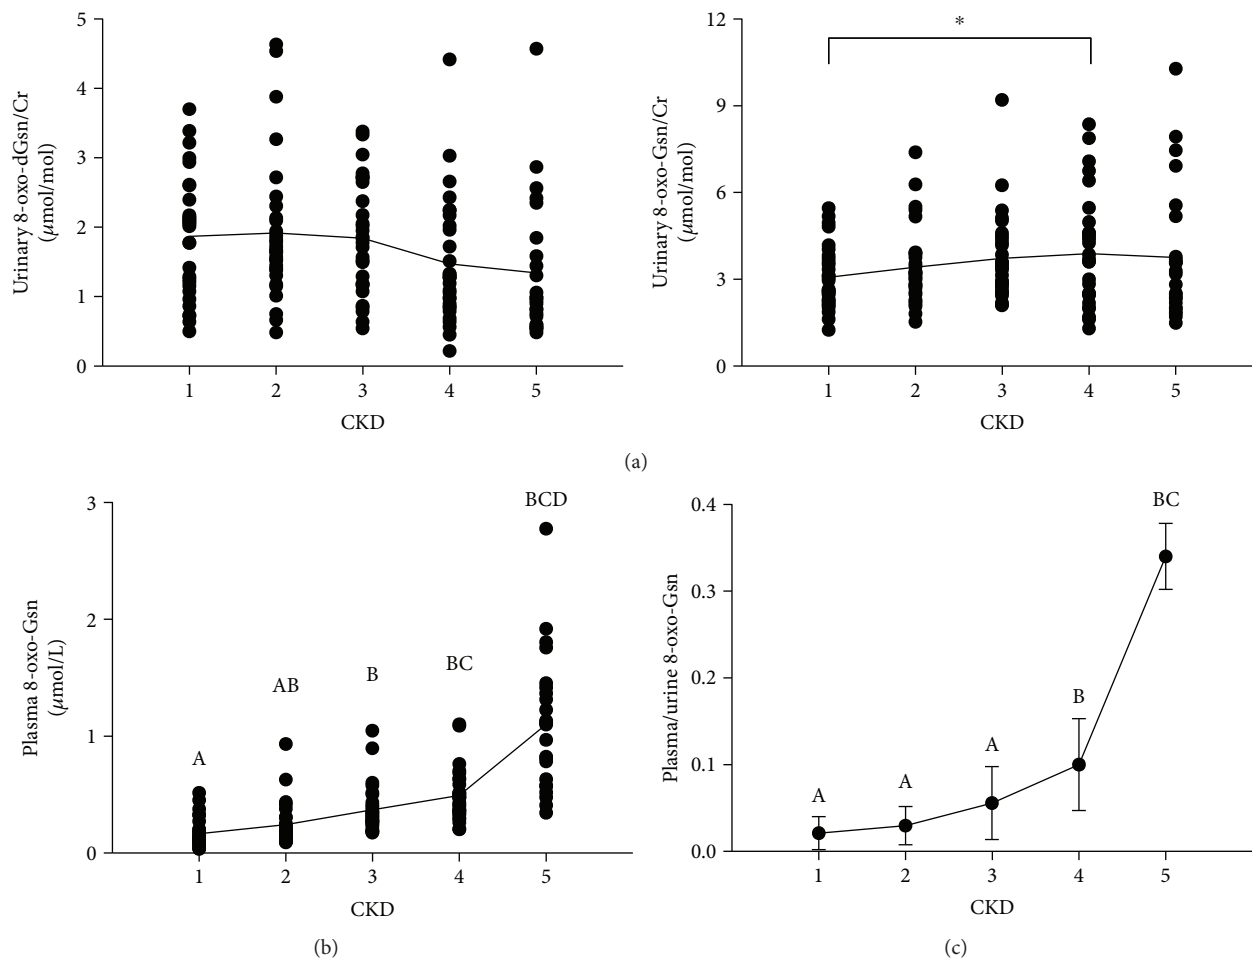 Urinary 8-oxo-dGsn/Cr
(μmol/mol)
5
4
3
2
1
0
1 2 3 4 5
CKD
Urinary 8-oxo-Gsn/Cr
(μmol/mol)
12
9
6
3
0
*
1 2 3 4 5
CKD
(a)
Plasma 8-oxo-Gsn
(μmol/L)
3
2
1
0
A
AB
B
BC
BCD
1 2 3 4 5
CKD
(b)
Plasma/urine 8-oxo-Gsn
0.4
0.3
0.2
0.1
0.0
A
A
A
B
BC
1 2 3 4 5
CKD
(c)